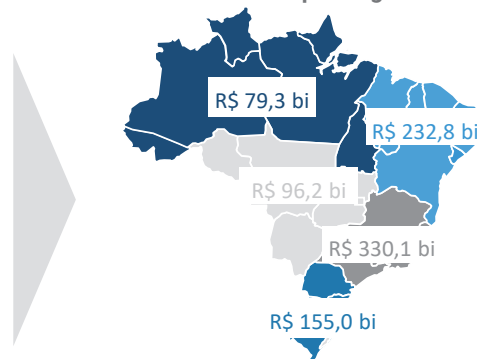 R$ 79,3 bi
R$ 232,8 bi
R$ 96,2 bi
R$ 330,1 bi
R$ 155,0 bi